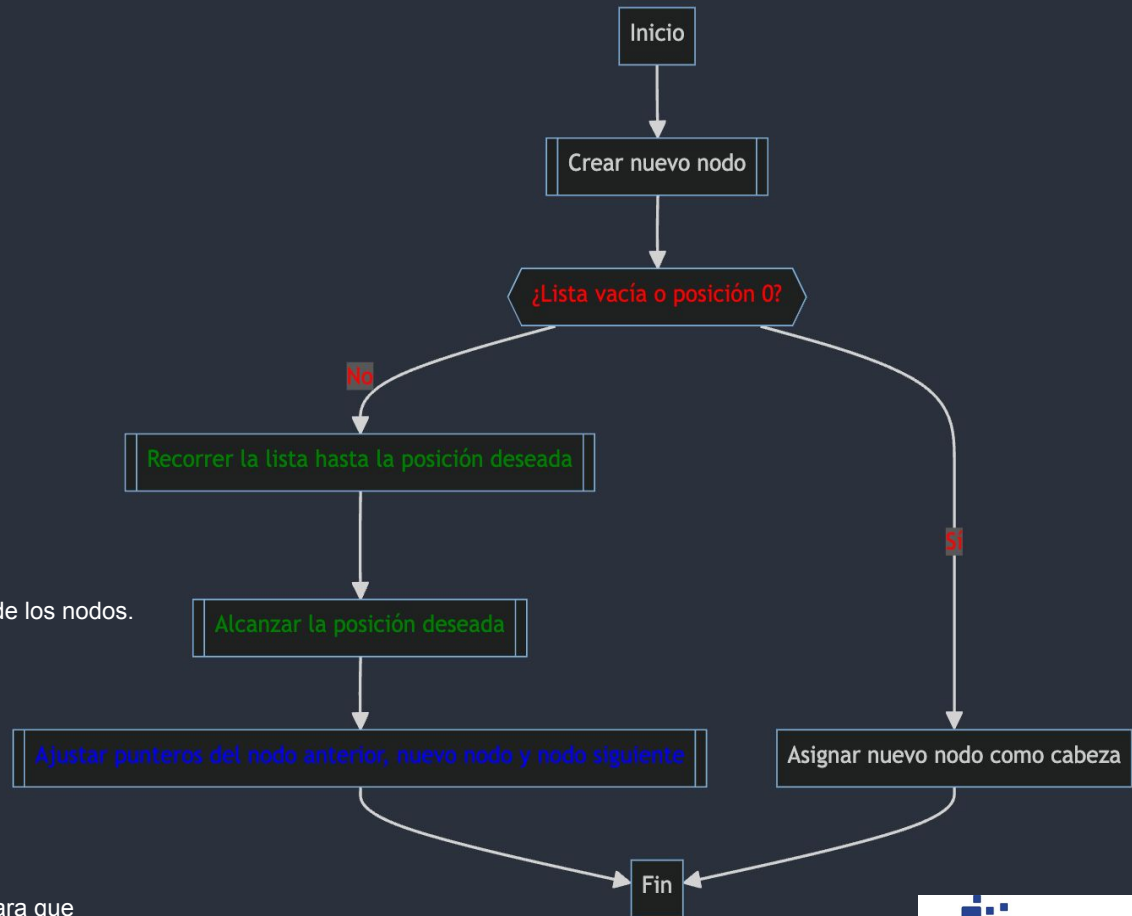 Inicio
Crear nuevo nodo
¿Lista vacía o posición 0?
No
Recorrer la lista hasta la posición deseada
Sí
de los nodos.
Alcanzar la posición deseada
Ajustar punteros del nodo anterior, nuevo nodo y nodo siguiente
Asignar nuevo nodo como cabeza
Fin
ara que